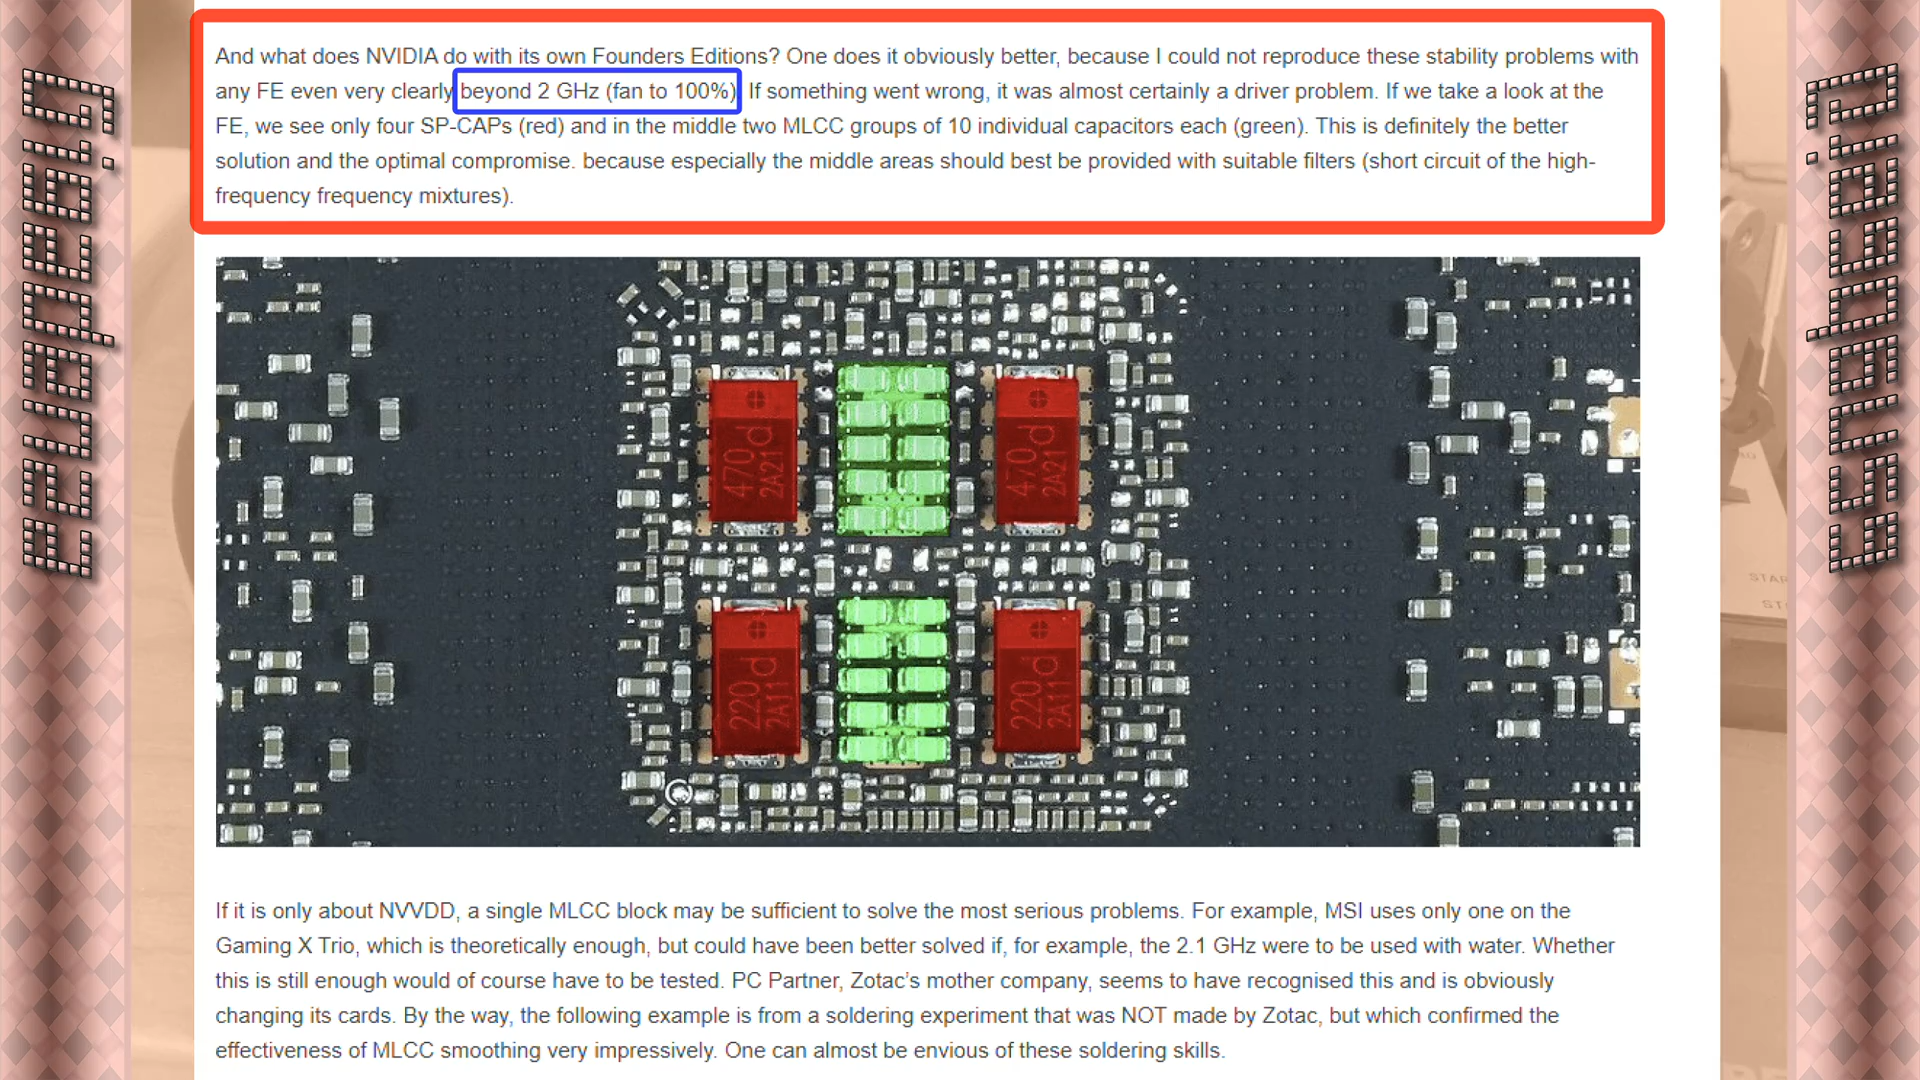 And what does NVIDIA do with its own Founders Editions? One does it obviously better, because I could not reproduce these stability problems with
any FE even very clearly beyond 2 GHz (fan to 100%) If something went wrong, it was almost certainly a driver problem. If we take a look at the
FE, we see only four SP-CAPs (red) and in the middle two MLCC groups of 10 individual capacitors each (green). This is definitely the better
solution and the optimal compromise. because especially the middle areas should best be provided with suitable filters (short circuit of the high-
frequency frequency mixtures).
470d
2A21
470d
2A21
220
2A11d
220
2A11d
If it is only about NVVDD, a single MLCC block may be sufficient to solve the most serious problems. For example, MSI uses only one on the
Gaming X Trio, which is theoretically enough, but could have been better solved if, for example, the 2.1 GHz were to be used with water. Whether
this is still enough would of course have to be tested. PC Partner, Zotac’s mother company, seems to have recognised this and is obviously
changing its cards. By the way, the following example is from a soldering experiment that was NOT made by Zotac, but which confirmed the
effectiveness of MLCC smoothing very impressively. One can almost be envious of these soldering skills.